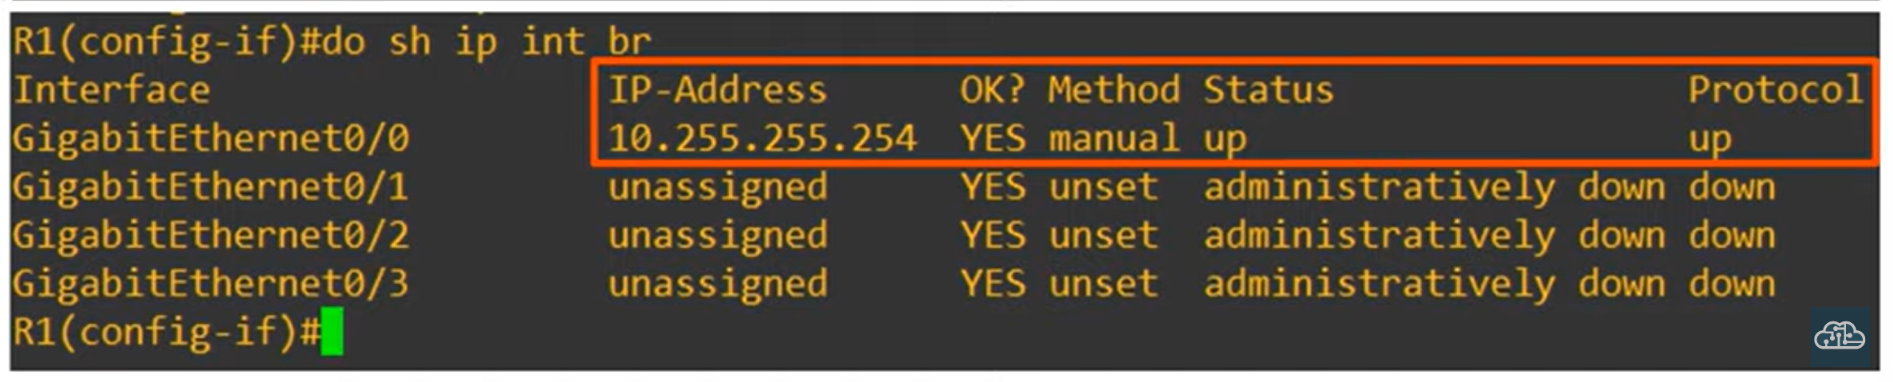 R1(config-if)#do sh ip int br
Interface IP-Address OK? Method Status Protocol
GigabitEthernet0/0 10.255.255.254 YES manual up up
GigabitEthernet0/1 unassigned YES unset administratively down down
GigabitEthernet0/2 unassigned YES unset administratively down down
GigabitEthernet0/3 unassigned YES unset administratively down down
R1(config-if)#